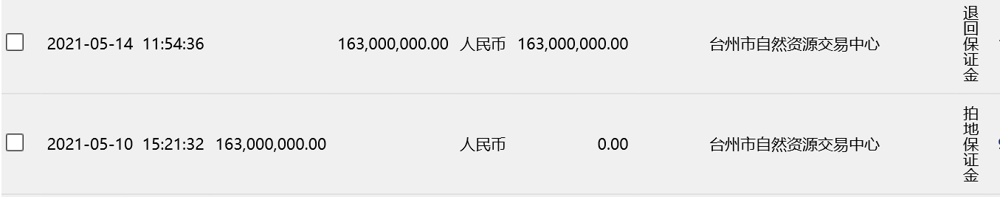 2021-05-14 11:54:36 163,000,000.00 人民币 163,000,000.00 台州市自然资源交易中心 退回保证金
2021-05-10 15:21:32 163,000,000.00 人民币 0.00 台州市自然资源交易中心 拍地保证金